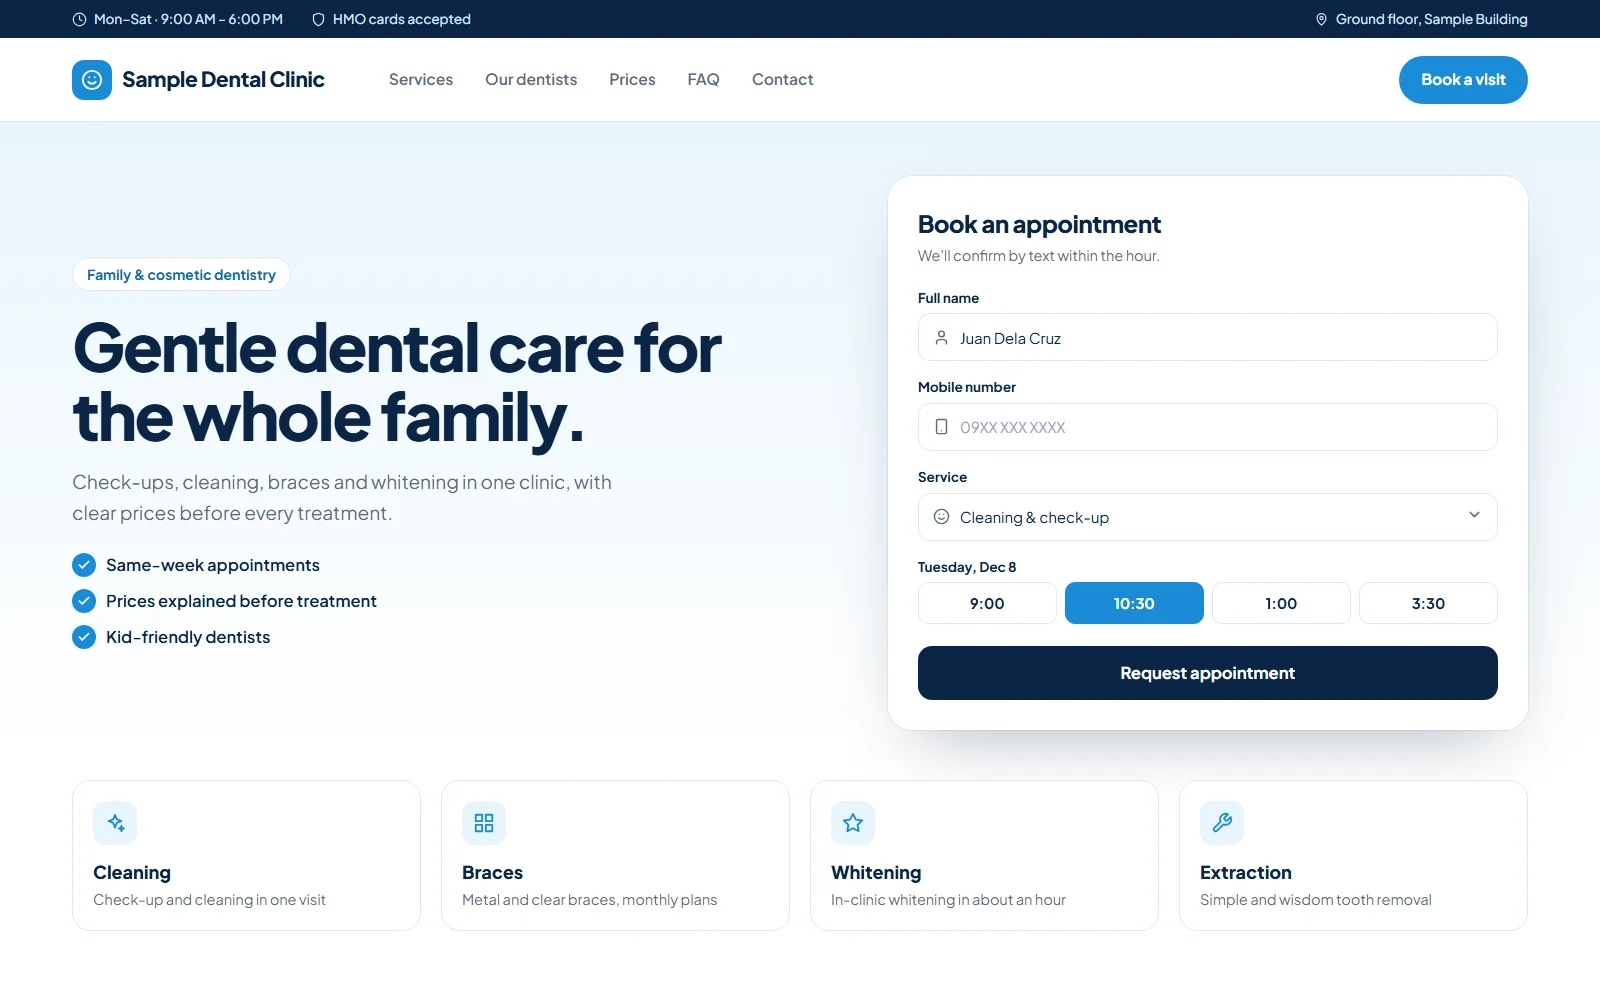 Mon–Sat · 9:00 AM – 6:00 PM
HMO cards accepted
Ground floor, Sample Building
Sample Dental Clinic
Services
Our dentists
Prices
FAQ
Contact
Book a visit
Family & cosmetic dentistry
Gentle dental care for
the whole family.
Check-ups, cleaning, braces and whitening in one clinic, with
clear prices before every treatment.
Same-week appointments
Prices explained before treatment
Kid-friendly dentists
Book an appointment
We'll confirm by text within the hour.
Full name
Juan Dela Cruz
Mobile number
09XX XXX XXXX
Service
Cleaning & check-up
Tuesday, Dec 8
9:00
10:30
1:00
3:30
Request appointment
Cleaning
Check-up and cleaning in one visit
Braces
Metal and clear braces, monthly plans
Whitening
In-clinic whitening in about an hour
Extraction
Simple and wisdom tooth removal